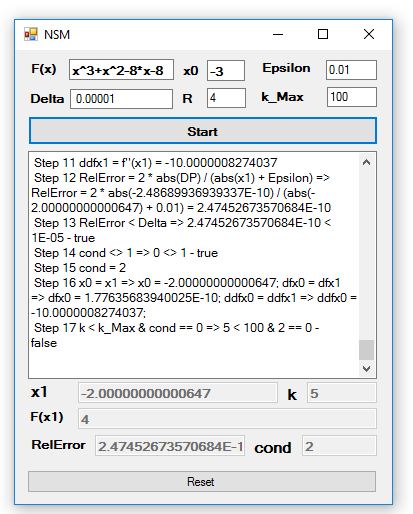 NSM
F(x) x^3+x^2-8*x-8 x0 -3 Epsilon 0.01
Delta 0.00001 R 4 k_Max 100
Start
Step 11 ddfx1 = f''(x1) = -10.0000008274037
Step 12 RelError = 2 * abs(DP) / (abs(x1) + Epsilon) =>
RelError = 2 * abs(-2.48689936939337E-10) / (abs(-
2.00000000000647) + 0.01) = 2.47452673570684E-10
Step 13 RelError < Delta => 2.47452673570684E-10 <
1E-05 - true
Step 14 cond <> 1 => 0 <> 1 - true
Step 15 cond = 2
Step 16 x0 = x1 => x0 = -2.00000000000647; dfx0 = dfx1
=> dfx0 = 1.77635683940025E-10; ddfx0 = ddfx1 => ddfx0 =
-10.0000008274037;
Step 17 k < k_Max & cond == 0 => 5 < 100 & 2 == 0 -
false
x1 -2.00000000000647 k 5
F(x1) 4
RelError 2.47452673570684E-1 cond 2
Reset